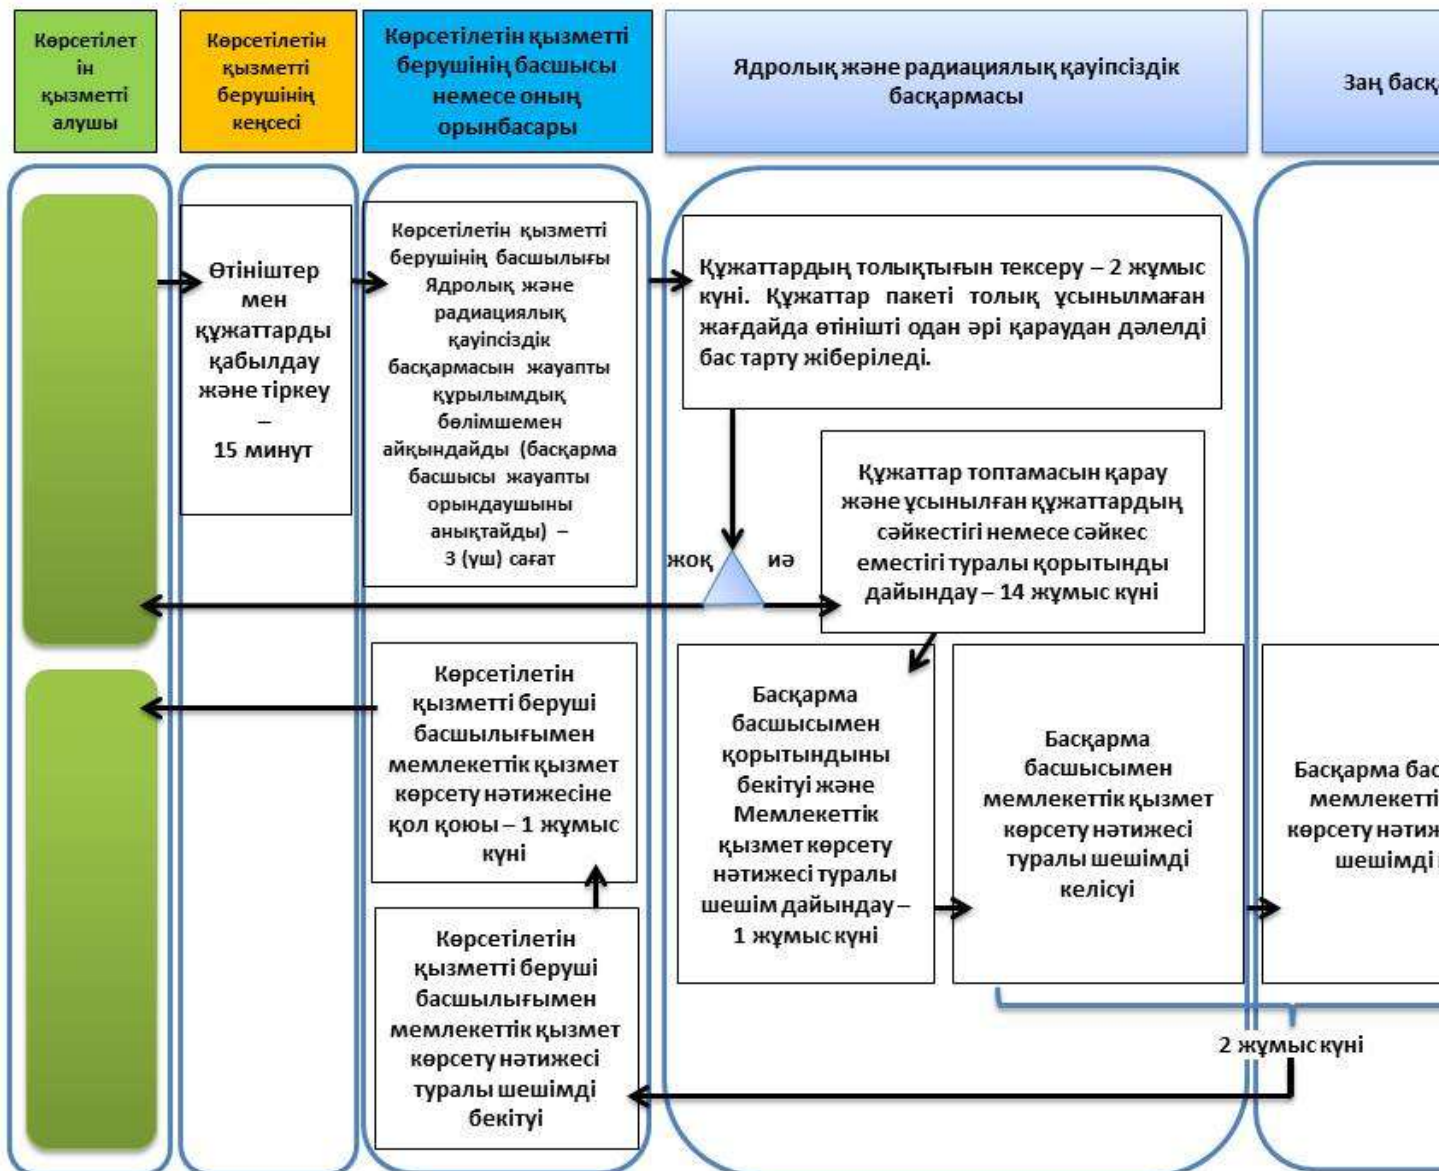 Көрсетілет
ін
қызметті
алушы
Көрсетілетін
қызметті
берушінің
кеңсесі
Көрсетілетін қызметті
берушінің басшысы
немесе оның
орынбасары
Ядролық және радиациялық қауіпсіздік
басқармасы
Заң
Өтініштер
мен
құжаттарды
қабылдау
және тіркеу
–
15 минут
Көрсетілетін қызметті
берушінің басшылығы
Ядролық және
радиациялық
қауіпсіздік
басқармасын жауапты
құрылымдық
бөлімшемен
айқындайды (басқарма
басшысы жауапты
орындаушыны
анықтайды) –
3 (үш) сағат
Құжаттардың толықтығын тексеру – 2 жұмыс
күні. Құжаттар пакеті толық ұсынылмаған
жағдайда өтінішті одан әрі қараудан дәлелді
бас тарту жіберіледі.
жоқ
иә
Құжаттар топтамасын қарау
және ұсынылған құжаттардың
сәйкестігі немесе сәйкес
еместігі туралы қорытынды
дайындау – 14 жұмыс күні
Көрсетілетін
қызметті беруші
басшылығымен
мемлекеттік қызмет
көрсету нәтижесіне
қол қоюы – 1 жұмыс
күні
Басқарма
басшысымен
қорытындыны
бекітуі және
Мемлекеттік
қызмет көрсету
нәтижесі туралы
шешім дайындау –
1 жұмыс күні
Басқарма
басшысымен
мемлекеттік қызмет
көрсету нәтижесі
туралы шешімді
келісуі
Басқарма
көрсету
шешімді
Көрсетілетін
қызметті беруші
басшылығымен
мемлекеттік қызмет
көрсету нәтижесі
туралы шешімді
бекітуі
2 жұмыс күні